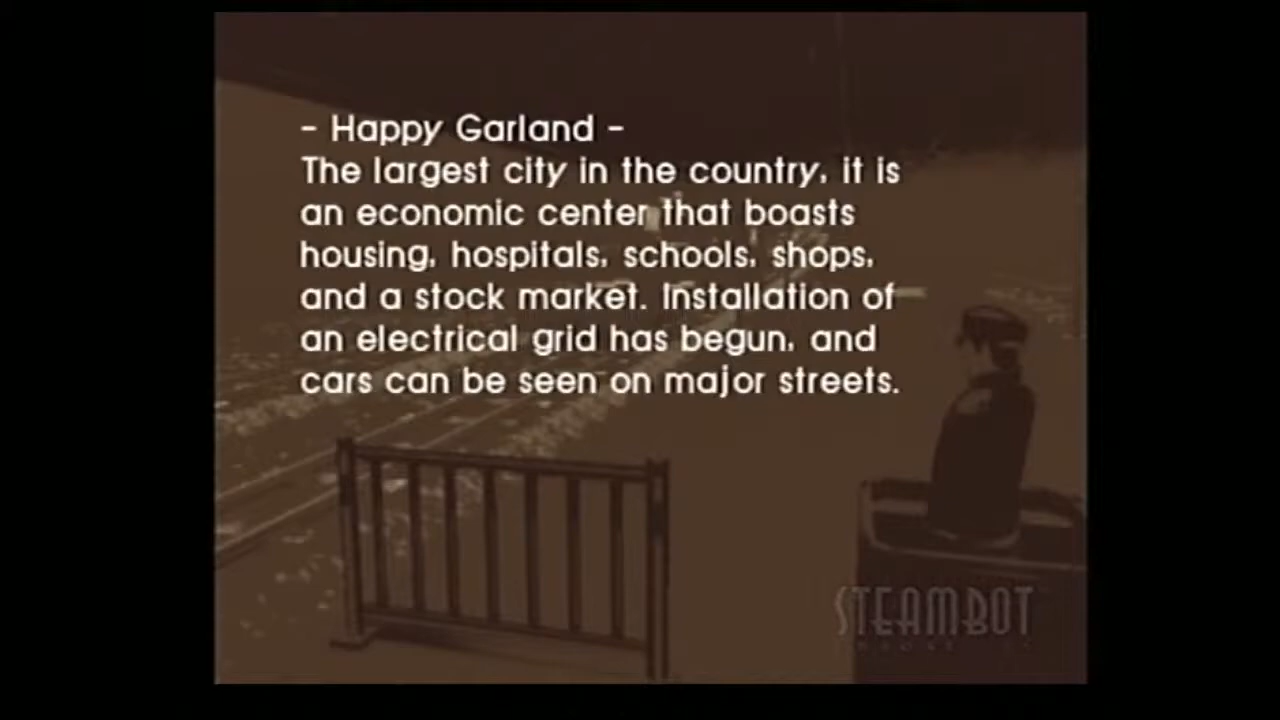 - Happy Garland -
The largest city in the country, it is
an economic center that boasts
housing, hospitals, schools, shops,
and a stock market. Installation of
an electrical grid has begun, and
cars can be seen on major streets.
STEAMBOT